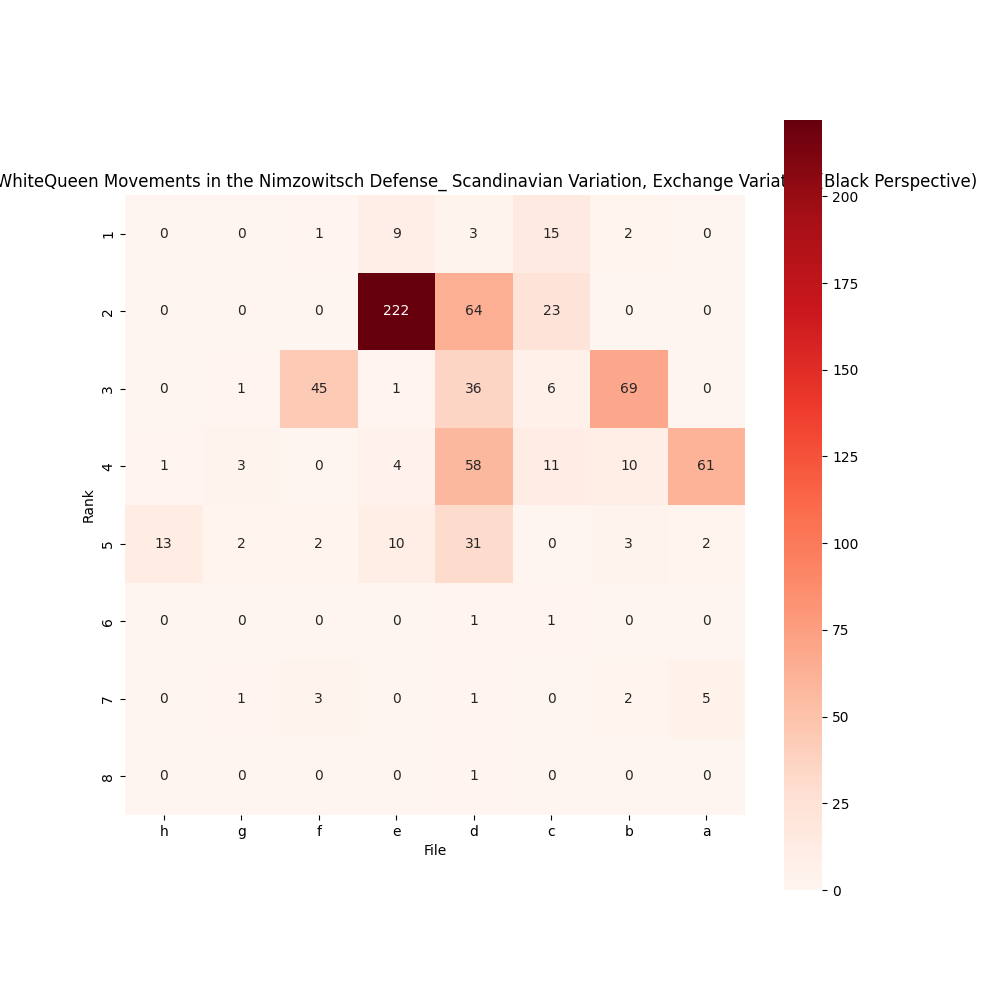 WhiteQueen Movements in the Nimzowitsch Defense_ Scandinavian Variation, Exchange Variat (Black Perspective)
200
175
150
125
100
75
50
25
0
1 0 0 1 9 3 15 2 0
2 0 0 0 222 64 23 0 0
3 0 1 45 1 36 6 69 0
4 1 3 0 4 58 11 10 61
5 13 2 2 10 31 0 3 2
6 0 0 0 0 1 1 0 0
7 0 1 3 0 1 0 2 5
8 0 0 0 0 1 0 0 0
Rank
h g f e d c b a
File